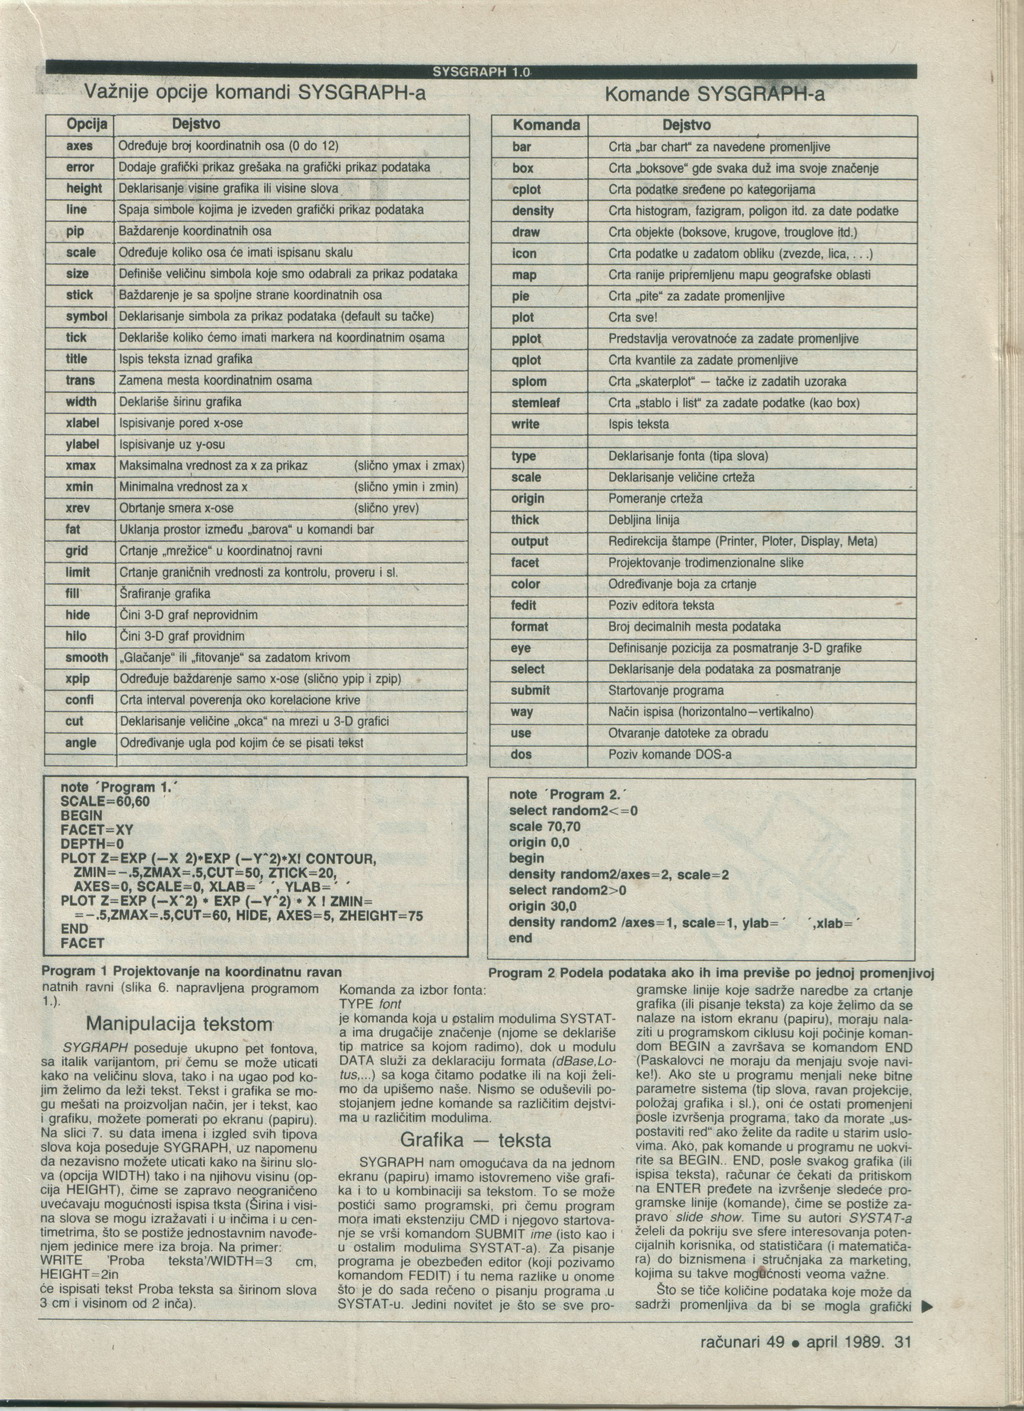 SYSGRAPH 1.0
Važnije opcije komandi SYSGRAPH-a
Opcija Dejstvo
axes Određuje broj koordinatnih osa (0 do 12)
error Dodaje grafički prikaz grešaka na grafički prikaz podataka
height Deklarisanje visine grafika ili visine slova
line Spaja simbole kojima je izveden grafički prikaz podataka
pip Baždarenje koordinatnih osa
scale Određuje koliko osa će imati ispisanu skalu
size Definiše veličinu simbola koje smo odabrali za prikaz podataka
stick Baždarenje je sa spoljne strane koordinatnih osa
symbol Deklarisanje simbola za prikaz podataka (default su tačke)
tick Deklariše koliko ćemo imati markera na koordinatnim osama
title Ispis teksta iznad grafika
trans Zamena mesta koordinatnim osama
width Deklariše širinu grafika
xlabel Ispisivanje pored x-ose
ylabel Ispisivanje uz y-osu
xmax Maksimalna vrednost za x za prikaz (slično ymax i zmax)
xmin Minimalna vrednost za x (slično ymin i zmin)
xrev Obrtanje smera x-ose (slično yrev)
fat Uklanja prostor između „barova" u komandi bar
grid Crtanje „mrežice" u koordinatnoj ravni
limit Crtanje graničnih vrednosti za kontrolu, proveru i sl.
fill Šrafiranje grafika
hide Čini 3-D graf neprovidnim
hilo Čini 3-D graf providnim
smooth „Glačanje" ili „fitovanje" sa zadatom krivom
xpip Određuje baždarenje samo x-ose (slično ypip i zpip)
confi Crta interval poverenja oko korelacione krive
cut Deklarisanje veličine „okca" na mrezi u 3-D grafici
angle Određivanje ugla pod kojim će se pisati tekst
Komande SYSGRAPH-a
Komanda Dejstvo
bar Crta „bar chart" za navedene promenljive
box Crta „boksove" gde svaka duž ima svoje značenje
cplot Crta podatke sređene po kategorijama
density Crta histogram, fazigram, poligon itd. za date podatke
draw Crta objekte (boksove, krugove, trouglove itd.)
icon Crta podatke u zadatom obliku (zvezde, lica, . . .)
map Crta ranije pripremljenu mapu geografske oblasti
pie Crta „pite" za zadate promenljive
plot Crta sve!
pplot Predstavlja verovatnoće za zadate promenljive
qplot Crta kvantile za zadate promenljive
splom Crta „skaterplot" — tačke iz zadatih uzoraka
stemleaf Crta „stablo i list" za zadate podatke (kao box)
write Ispis teksta
type Deklarisanje fonta (tipa slova)
scale Deklarisanje veličine crteža
origin Pomeranje crteža
thick Debljina linija
output Redirekcija štampe (Printer, Ploter, Display, Meta)
facet Projektovanje trodimenzionalne slike
color Određivanje boja za crtanje
fedit Poziv editora teksta
format Broj decimalnih mesta podataka
eye Definisanje pozicija za posmatranje 3-D grafike
select Deklarisanje dela podataka za posmatranje
submit Startovanje programa
way Način ispisa (horizontalno—vertikalno)
use Otvaranje datoteke za obradu
dos Poziv komande DOS-a
note ´Program 1.´
SCALE=60,60
BEGIN
FACET=XY
DEPTH=0
PLOT Z=EXP (—X 2)*EXP (—Y^2)*X! CONTOUR,
ZMIN=—.5,ZMAX=.5,CUT=50, ZTICK=20,
AXES=0, SCALE=0, XLAB=´ ´, YLAB=´ ´
PLOT Z=EXP (—X^2) * EXP (—Y^2) * X ! ZMIN=
=—.5,ZMAX=.5,CUT=60, HIDE, AXES=5, ZHEIGHT=75
END
FACET
Program 1 Projektovanje na koordinatnu ravan
note ´Program 2.´
select random2<=0
scale 70,70
origin 0,0
begin
density random2/axes=2, scale=2
select random2>0
origin 30,0
density random2 /axes=1, scale=1, ylab=´ ´,xlab=´
end
Program 2 Podela podataka ako ih ima previše po jednoj promenjivoj
natnih ravni (slika 6. napravljena programom
1.).
Manipulacija tekstom
SYGRAPH poseduje ukupno pet fontova,
sa italik varijantom, pri čemu se može uticati
kako na veličinu slova, tako i na ugao pod ko-
jim želimo da leži tekst. Tekst i grafika se mo-
gu mešati na proizvoljan način, jer i tekst, kao
i grafiku, možete pomerati po ekranu (papiru).
Na slici 7. su data imena i izgled svih tipova
slova koja poseduje SYGRAPH, uz napomenu
da nezavisno možete uticati kako na širinu slo-
va (opcija WIDTH) tako i na njihovu visinu (op-
cija HEIGHT), čime se zapravo neograničeno
uvećavaju mogućnosti ispisa tksta (Širina i visi-
na slova se mogu izražavati i u inčima i u cen-
timetrima, što se postiže jednostavnim navođe-
njem jedinice mere iza broja. Na primer:
WRITE ´Proba teksta´/WIDTH=3 cm,
HEIGHT=2in
će ispisati tekst Proba teksta sa širinom slova
3 cm i visinom od 2 inča).
Komanda za izbor fonta:
TYPE font
je komanda koja u ostalim modulima SYSTAT-
a ima drugačije značenje (njome se deklariše
tip matrice sa kojom radimo), dok u modulu
DATA služi za deklaraciju formata (dBase,Lo-
tus,...) sa koga čitamo podatke ili na koji želi-
mo da upišemo naše. Nismo se oduševili po-
stojanjem jedne komande sa različitim dejstvi-
ma u različitim modulima.
Grafika — teksta
SYGRAPH nam omogućava da na jednom
ekranu (papiru) imamo istovremeno više grafi-
ka i to u kombinaciji sa tekstom. To se može
postići samo programski, pri čemu program
mora imati ekstenziju CMD i njegovo startova-
nje se vrši komandom SUBMIT ime (isto kao i
u ostalim modulima SYSTAT-a). Za pisanje
programa je obezbeđen editor (koji pozivamo
komandom FEDIT) i tu nema razlike u onome
što je do sada rečeno o pisanju programa u
SYSTAT-u. Jedini novitet je što se sve pro-
gramske linije koje sadrže naredbe za crtanje
grafika (ili pisanje teksta) za koje želimo da se
nalaze na istom ekranu (papiru), moraju nala-
ziti u programskom ciklusu koji počinje koman-
dom BEGIN a završava se komandom END
(Paskalovci ne moraju da menjaju svoje navi-
ke!). Ako ste u programu menjali neke bitne
parametre sistema (tip slova, ravan projekcije,
položaj grafika i sl.), oni će ostati promenjeni
posle izvršenja programa, tako da morate „us-
postaviti red" ako želite da radite u starim uslo-
vima. Ako, pak komande u programu ne uokvi-
rite sa BEGIN.. END, posle svakog grafika (ili
ispisa teksta), računar će čekati da pritiskom
na ENTER pređete na izvršenje sledeće pro-
gramske linije (komande), čime se postiže za-
pravo slide show. Time su autori SYSTAT-a
želeli da pokriju sve sfere interesovanja poten-
cijalnih korisnika, od statističara (i matematiča-
ra) do biznismena i stručnjaka za marketing,
kojima su takve mogućnosti veoma važne.
Što se tiče količine podataka koje može da
sadrži promenljiva da bi se mogla grafički ►
računari 49 • april 1989. 31